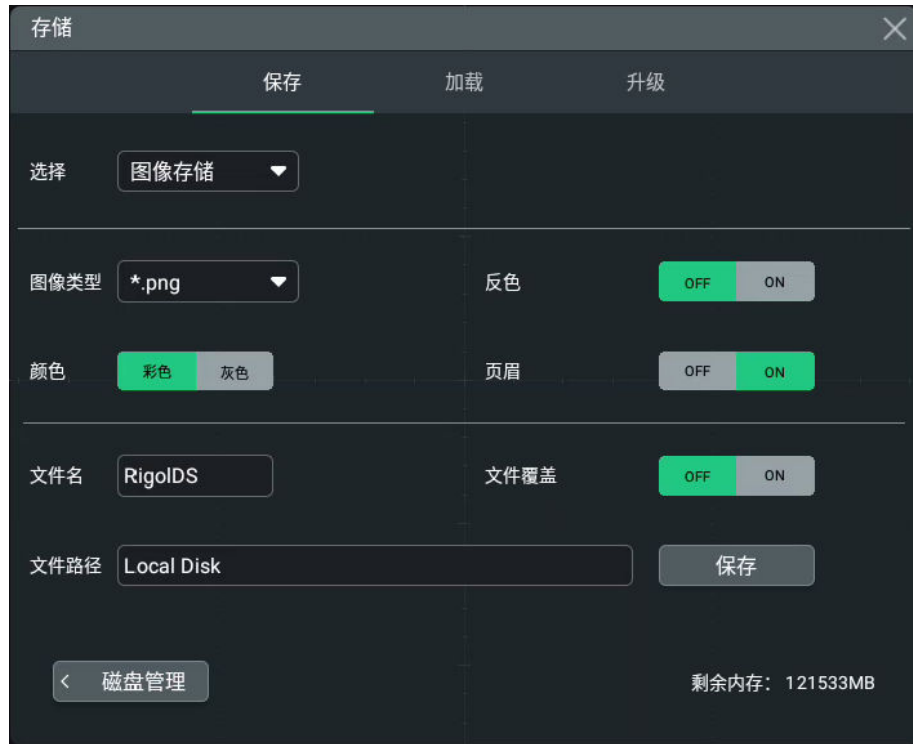 存储
保存 加载 升级
选择 图像存储
图像类型 *.png 反色 OFF ON
颜色 彩色 灰色 页眉 OFF ON
文件名 RigolDS 文件覆盖 OFF ON
文件路径 Local Disk 保存
磁盘管理 剩余内存: 121533MB